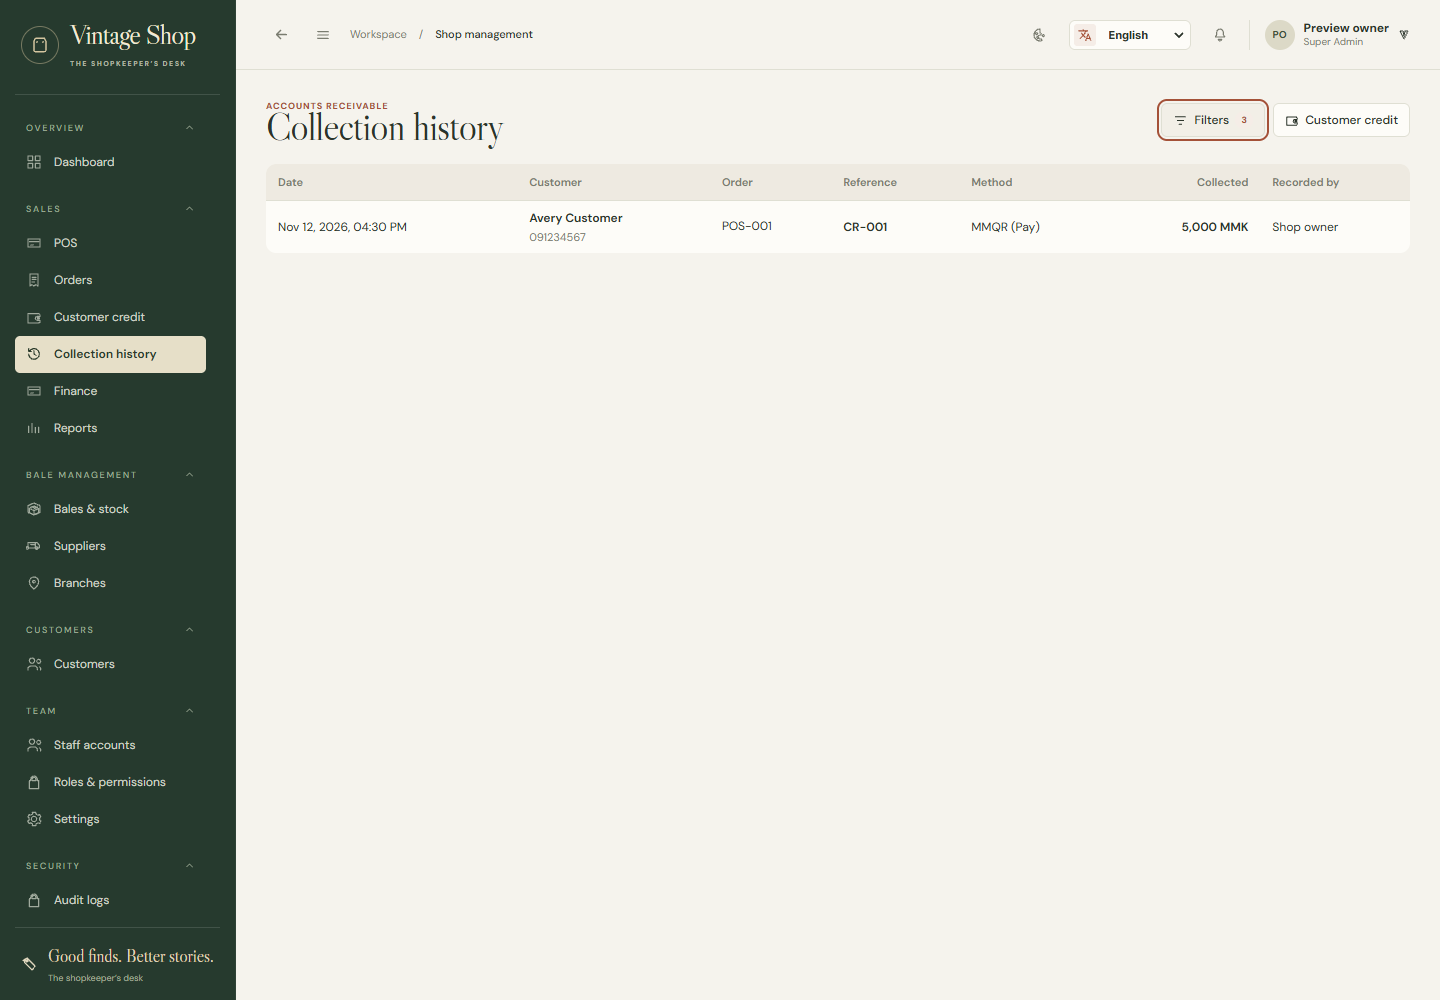 Vintage Shop
THE SHOPKEEPER'S DESK
OVERVIEW
Dashboard
SALES
POS
Orders
Customer credit
Collection history
Finance
Reports
BALE MANAGEMENT
Bales & stock
Suppliers
Branches
CUSTOMERS
Customers
TEAM
Staff accounts
Roles & permissions
Settings
SECURITY
Audit logs
Good finds. Better stories.
The shopkeeper's desk
Workspace / Shop management
English
PO
Preview owner
Super Admin
ACCOUNTS RECEIVABLE
Collection history
Filters 3
Customer credit
Date Customer Order Reference Method Collected Recorded by
Nov 12, 2026, 04:30 PM Avery Customer POS-001 CR-001 MMQR (Pay) 5,000 MMK Shop owner
091234567